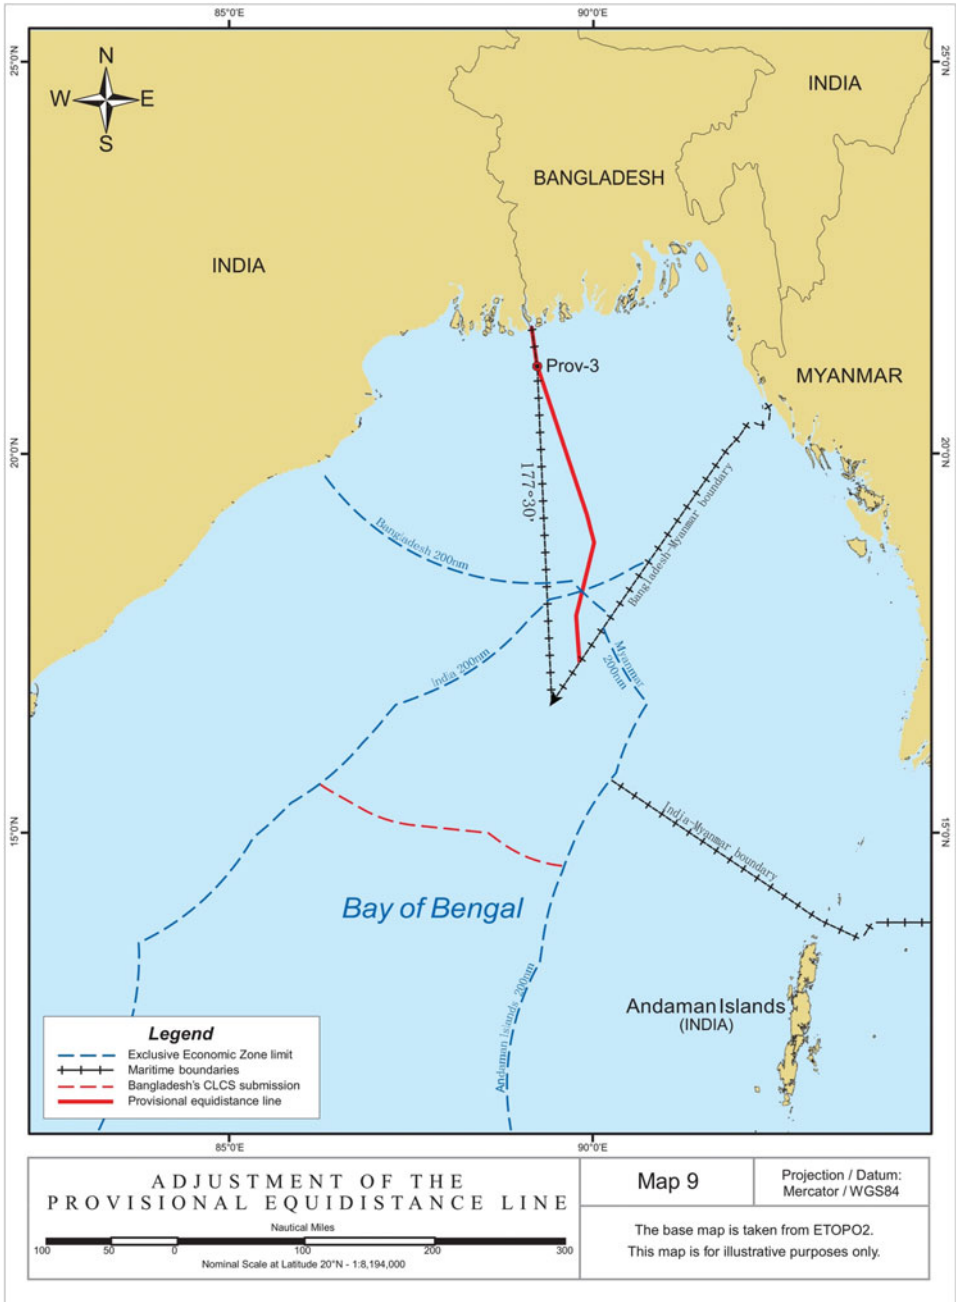 85°0'E
90°0'E
25°0'N
25°0'N
N
W
E
S
INDIA
BANGLADESH
INDIA
MYANMAR
Prov-3
20°0'N
20°0'N
177°30'
Bangladesh 200nm
Bangladesh-Myanmar boundary
India 200nm
Myanmar
200nm
15°0'N
15°0'N
India-Myanmar boundary
Bay of Bengal
Andaman Islands 200nm
Andaman Islands
(INDIA)
Legend
Exclusive Economic Zone limit
Maritime boundaries
Bangladesh's CLCS submission
Provisional equidistance line
85°0'E
90°0'E
ADJUSTMENT OF THE
PROVISIONAL EQUIDISTANCE LINE
Nautical Miles
100 50 0 100 200 300
Nominal Scale at Latitude 20°N - 1:8,194,000
Map 9
Projection / Datum:
Mercator / WGS84
The base map is taken from ETOPO2.
This map is for illustrative purposes only.